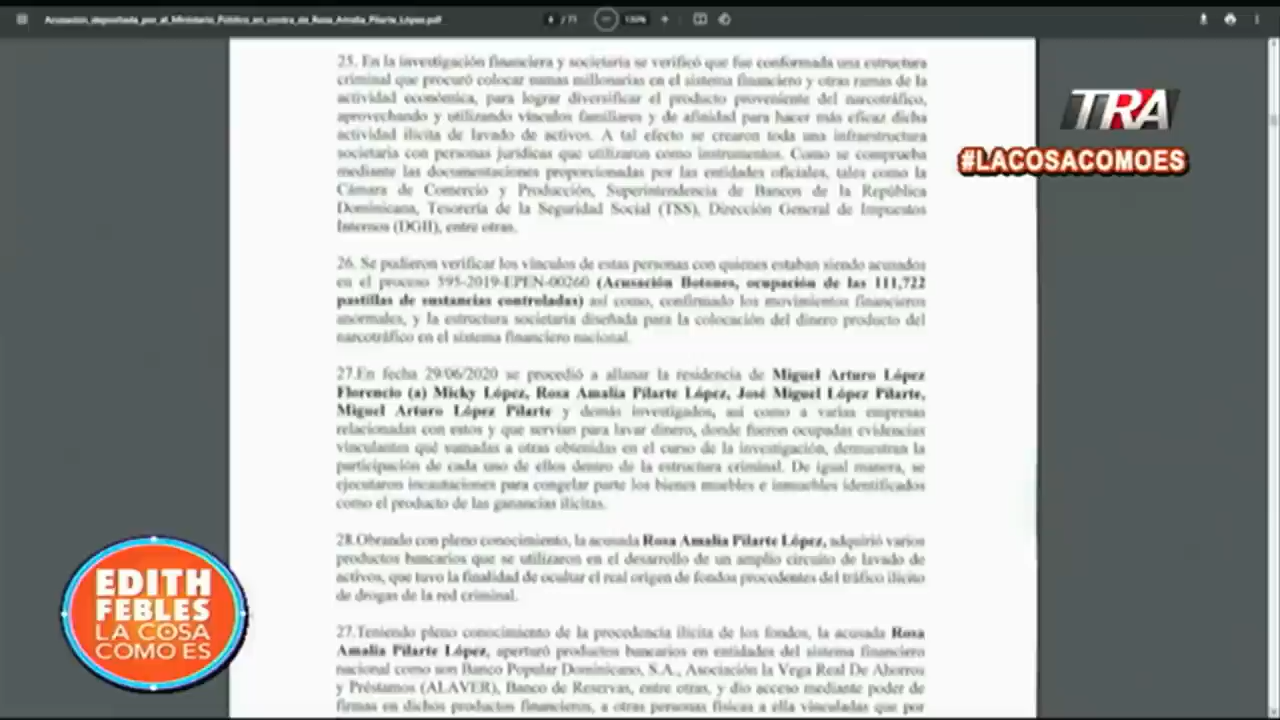 Acusación_depositada_por_el_Ministerio_Público_en_contra_de_Rosa_Amalia_Pilarte_López.pdf
6 / 71
130%
25. En la investigación financiera y societaria se verificó que fue conformada una estructura
criminal que procuró colocar sumas millonarias en el sistema financiero y otras ramas de la
actividad económica, para lograr diversificar el producto proveniente del narcotráfico,
aprovechando y utilizando vínculos familiares y de afinidad para hacer más eficaz dicha
actividad ilícita de lavado de activos. A tal efecto se crearon toda una infraestructura
societaria con personas jurídicas que utilizaron como instrumentos. Como se comprueba
mediante las documentaciones proporcionadas por las entidades oficiales, tales como la
Cámara de Comercio y Producción, Superintendencia de Bancos de la República
Dominicana, Tesorería de la Seguridad Social (TSS), Dirección General de Impuestos
Internos (DGII), entre otras.
26. Se pudieron verificar los vínculos de estas personas con quienes estaban siendo acusados
en el proceso 595-2019-EPEN-00260 (Acusación Botones, ocupación de las 111,722
pastillas de sustancias controladas) así como, confirmado los movimientos financieros
anormales, y la estructura societaria diseñada para la colocación del dinero producto del
narcotráfico en el sistema financiero nacional.
27.En fecha 29/06/2020 se procedió a allanar la residencia de Miguel Arturo López
Florencio (a) Micky López, Rosa Amalia Pilarte López, José Miguel López Pilarte,
Miguel Arturo López Pilarte y demás investigados, así como a varias empresas
relacionadas con estos y que servían para lavar dinero, donde fueron ocupadas evidencias
vinculantes qué sumadas a otras obtenidas en el curso de la investigación, demuestran la
participación de cada uno de ellos dentro de la estructura criminal. De igual manera, se
ejecutaron incautaciones para congelar parte los bienes muebles e inmuebles identificados
como el producto de las ganancias ilícitas.
28.Obrando con pleno conocimiento, la acusada Rosa Amalia Pilarte López, adquirió varios
productos bancarios que se utilizaron en el desarrollo de un amplio circuito de lavado de
activos, que tuvo la finalidad de ocultar el real origen de fondos procedentes del tráfico ilícito
de drogas de la red criminal.
27.Teniendo pleno conocimiento de la procedencia ilícita de los fondos, la acusada Rosa
Amalia Pilarte López, aperturó productos bancarios en entidades del sistema financiero
nacional como son Banco Popular Dominicano, S.A., Asociación la Vega Real De Ahorros
y Préstamos (ALAVER), Banco de Reservas, entre otras, y dio acceso mediante poder de
firmas en dichos productos financieros, a otras personas físicas a ella vinculadas que por
TRA
#LACOSACOMOES
EDITH
FEBLES
LA COSA
COMO ES